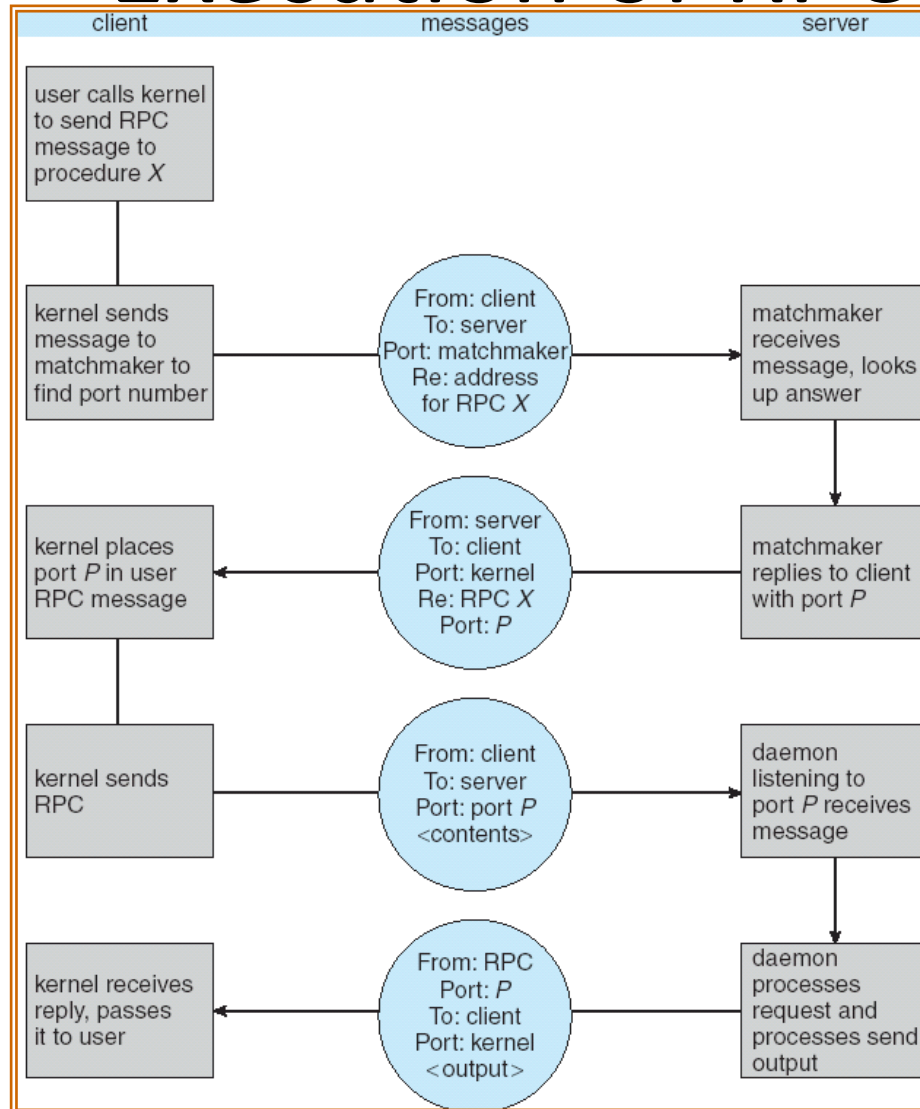 Execution of RPC
client
messages
server
user calls kernel
to send RPC
message to
procedure X
kernel sends
message to
matchmaker to
find port number
From: client
To: server
Port: matchmaker
Re: address
for RPC X
matchmaker
receives
message, looks
up answer
kernel places
port P in user
RPC message
From: server
To: client
Port: kernel
Re: RPC X
Port: P
matchmaker
replies to client
with port P
kernel sends
RPC
From: client
To: server
Port: port P
<contents>
daemon
listening to
port P receives
message
kernel receives
reply, passes
it to user
From: RPC
Port: P
To: client
Port: kernel
<output>
daemon
processes
request and
processes send
output